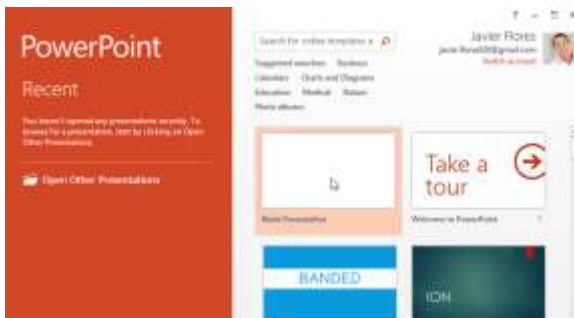 PowerPoint
Recent
You haven't opened any presentations recently. To
browse for a presentation, start by clicking on Open
Other Presentations.
Open Other Presentations
Search for online templates a
Javier Flores
Switch account
Suggested searches: Business
Calendars Charts and Diagrams
Education Medical Nature
Photo albums
Take a
tour
Blank Presentation
Welcome to PowerPoint
BANDED
ION